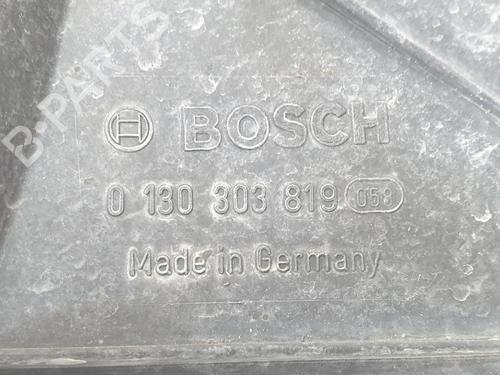 B-PARTS
BOSCH
0 130 303 819 058
Made in Germany